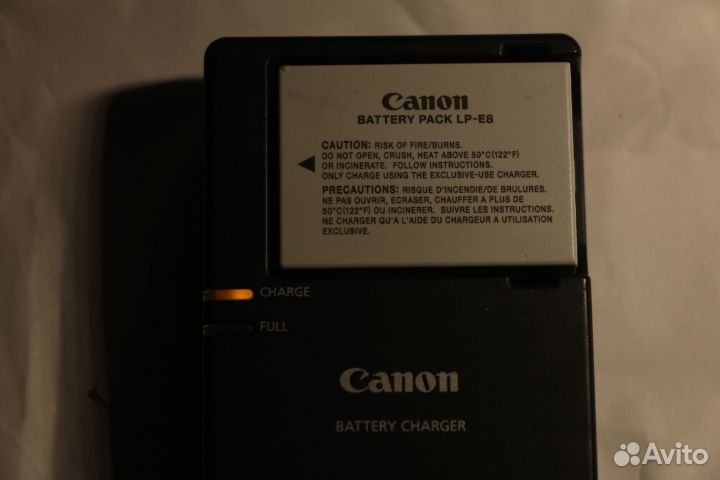 Canon
BATTERY PACK LP-E8
CAUTION: RISK OF FIRE/BURNS.
DO NOT OPEN, CRUSH, HEAT ABOVE 50°C(122°F)
OR INCINERATE. FOLLOW INSTRUCTIONS.
ONLY CHARGE USING THE EXCLUSIVE-USE CHARGER.
PRECAUTIONS: RISQUE D'INCENDIE/DE BRULURES.
NE PAS OUVRIR, ECRASER, CHAUFFER A PLUS DE
50°C(122°F) OU INCINERER. SUIVRE LES INSTRUCTIONS.
NE CHARGER QU'A L'AIDE DU CHARGEUR A UTILISATION
EXCLUSIVE.
CHARGE
FULL
Canon
BATTERY CHARGER
Avito